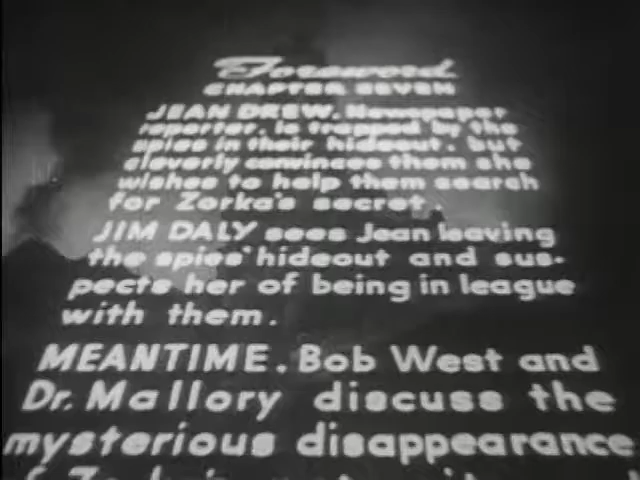 Foreword
CHAPTER SEVEN
JEAN DREW. Newspaper
reporter, is trapped by the
spies in their hideout, but
cleverly convinces them she
wishes to help them search
for Zorka's secret.
JIM DALY sees Jean leaving
the spies' hideout and sus-
pects her of being in league
with them.
MEANTIME. Bob West and
Dr. Mallory discuss the
mysterious disappearance